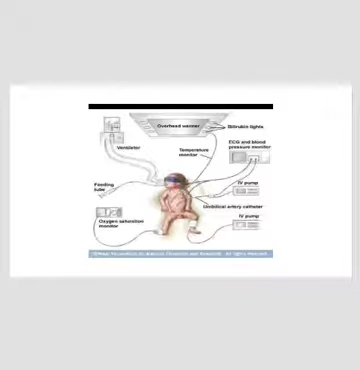 Overhead warmer
Bilirubin lights
Ventilator
Temperature
monitor
ECG and blood
pressure monitor
Feeding
tube
IV pump
Umbilical artery catheter
IV pump
Oxygen saturation
monitor